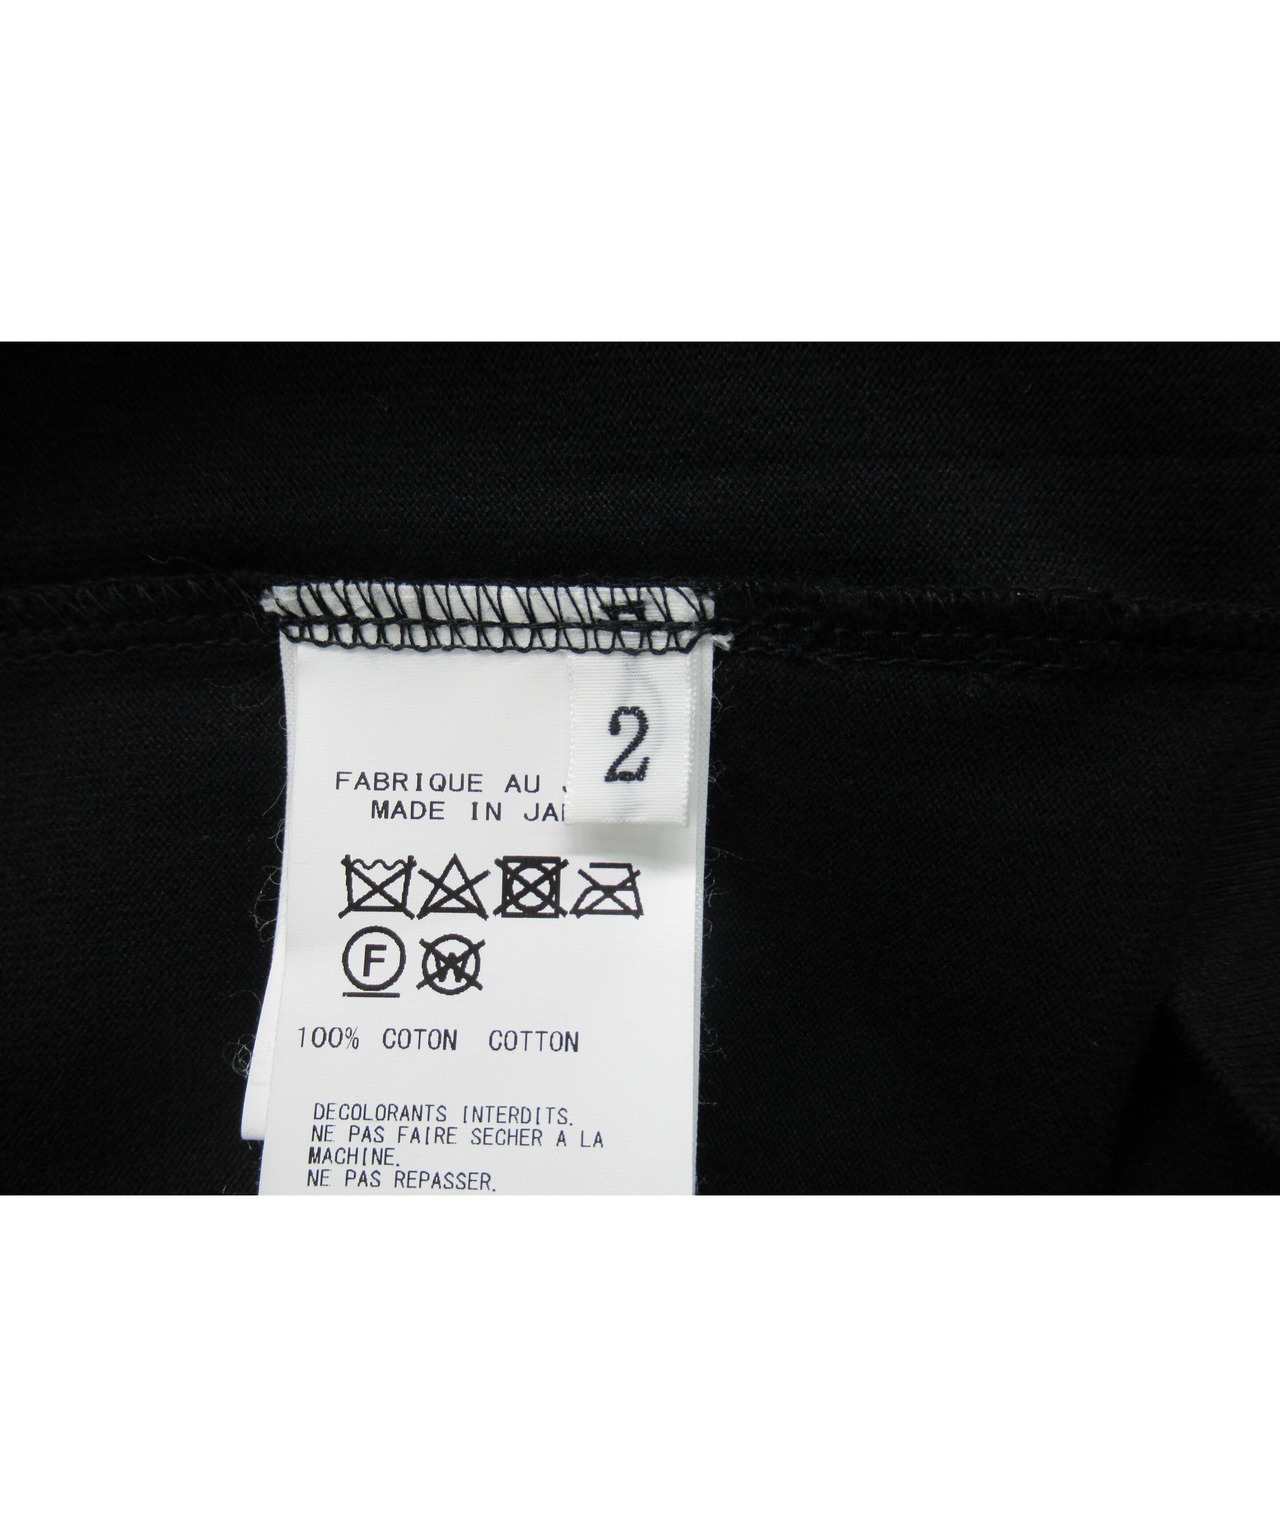 2
FABRIQUE AU
MADE IN
F
W
100% COTON COTTON
DECOLORANTS INTERDITS.
NE PAS FAIRE SECHER A LA
MACHINE.
NE PAS REPASSER.